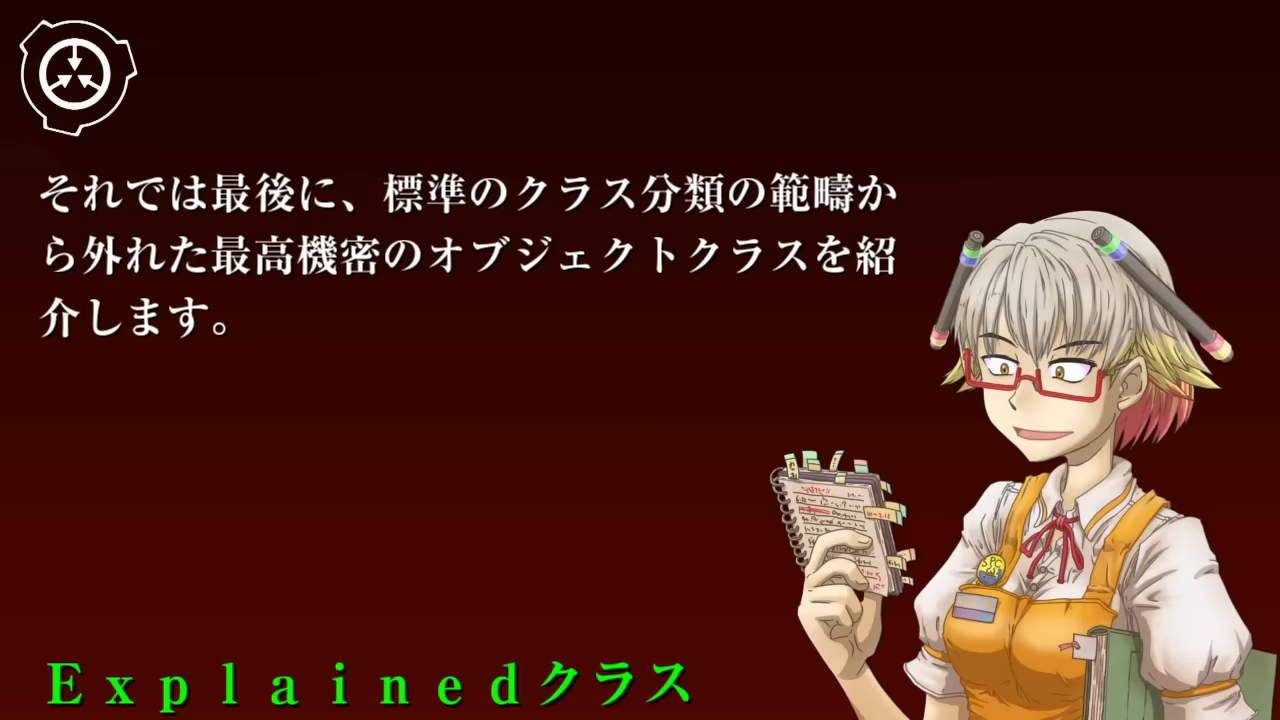 それでは最後に、標準のクラス分類の範疇か
ら外れた最高機密のオブジェクトクラスを紹
介します。
Ｅｘｐｌａｉｎｅｄクラス